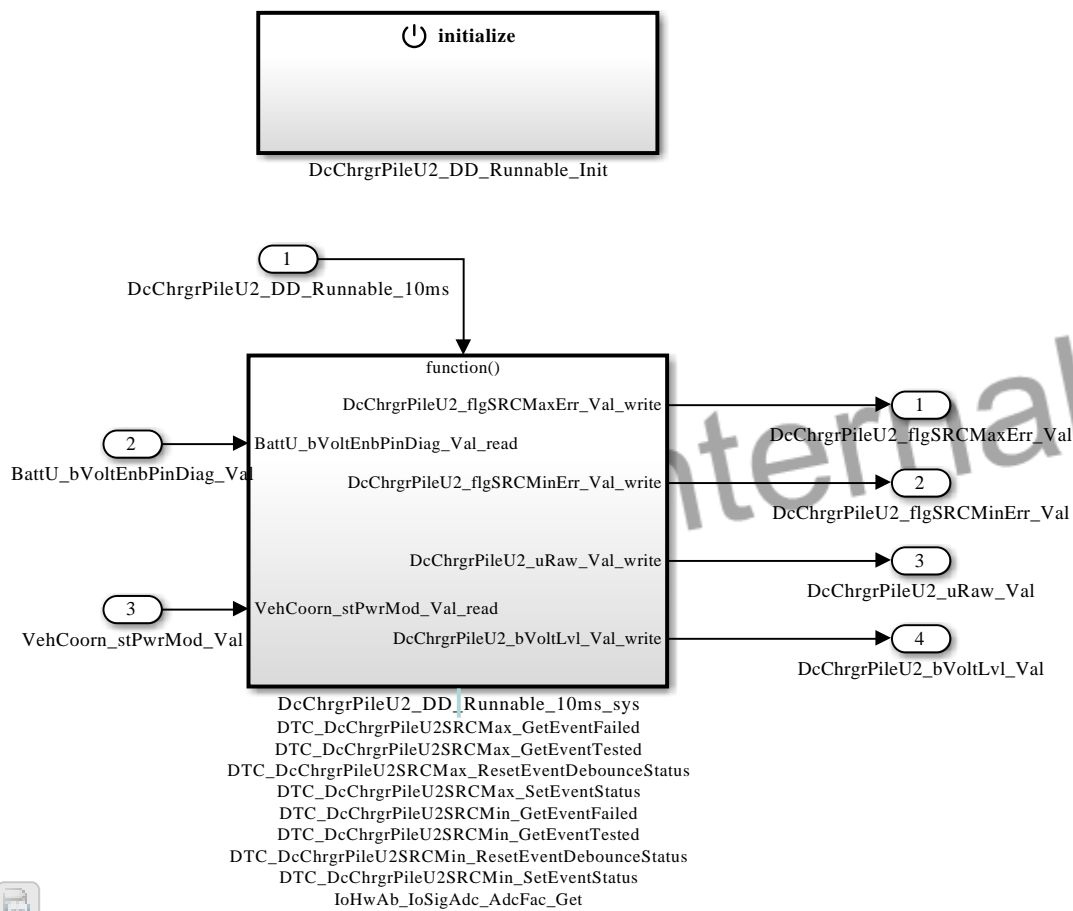 initialize
DcChrgrPileU2_DD_Runnable_Init
1
DcChrgrPileU2_DD_Runnable_10ms
function()
DcChrgrPileU2_flgSRCMaxErr_Val_write
1
DcChrgrPileU2_flgSRCMaxErr_Val
2
BattU_bVoltEnbPinDiag_Val
BattU_bVoltEnbPinDiag_Val_read
DcChrgrPileU2_flgSRCMinErr_Val_write
2
DcChrgrPileU2_flgSRCMinErr_Val
DcChrgrPileU2_uRaw_Val_write
3
DcChrgrPileU2_uRaw_Val
3
VehCoorn_stPwrMod_Val
VehCoorn_stPwrMod_Val_read
DcChrgrPileU2_bVoltLvl_Val_write
4
DcChrgrPileU2_bVoltLvl_Val
DcChrgrPileU2_DD_Runnable_10ms_sys
DTC_DcChrgrPileU2SRCMax_GetEventFailed
DTC_DcChrgrPileU2SRCMax_GetEventTested
DTC_DcChrgrPileU2SRCMax_ResetEventDebounceStatus
DTC_DcChrgrPileU2SRCMax_SetEventStatus
DTC_DcChrgrPileU2SRCMin_GetEventFailed
DTC_DcChrgrPileU2SRCMin_GetEventTested
DTC_DcChrgrPileU2SRCMin_ResetEventDebounceStatus
DTC_DcChrgrPileU2SRCMin_SetEventStatus
IoHwAb_IoSigAdc_AdcFac_Get
Internal